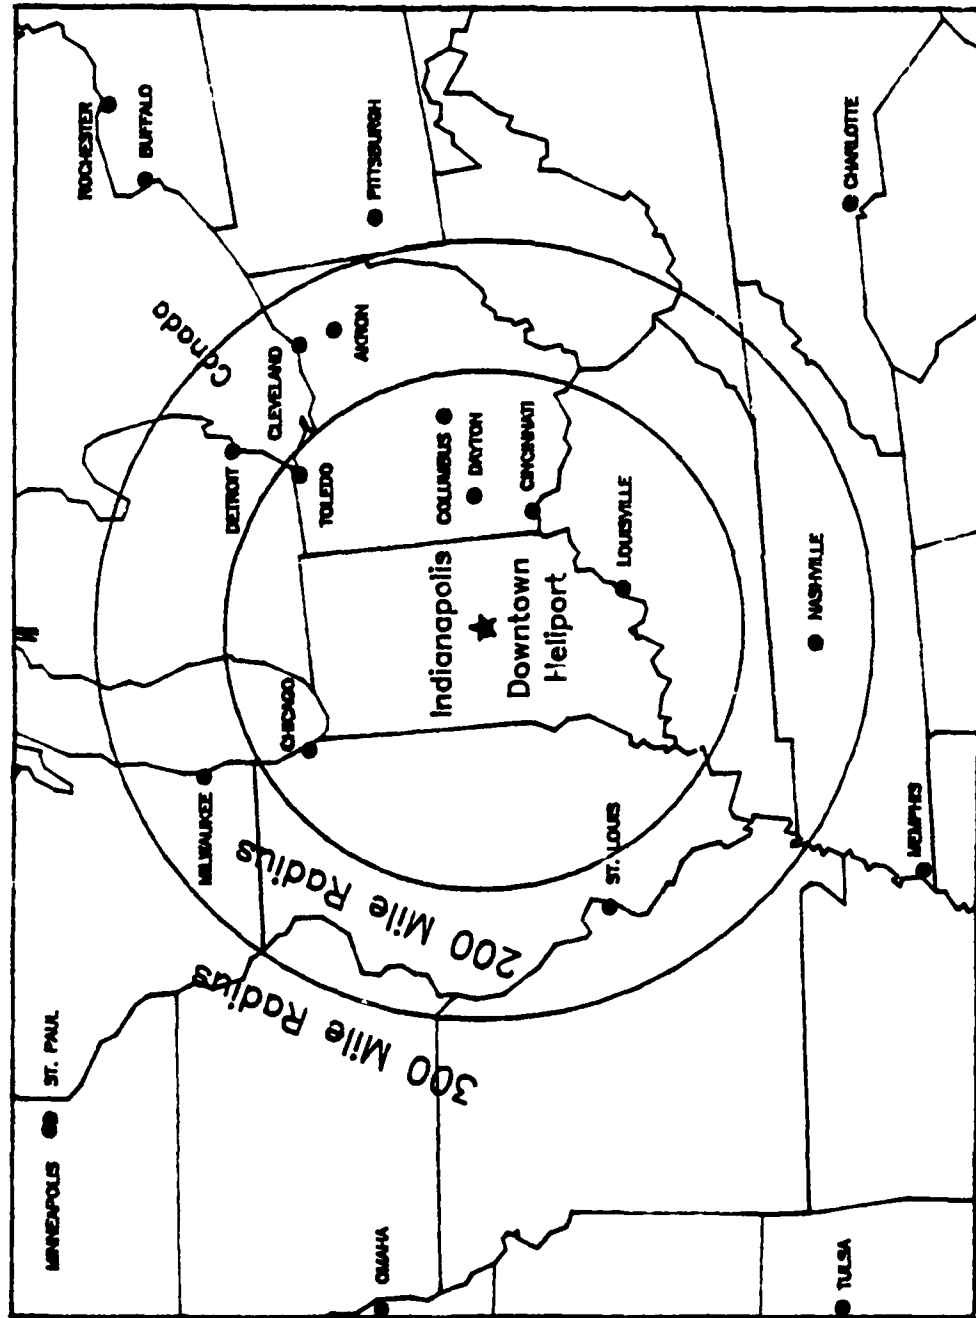 MINNEAPOLIS
ST. PAUL
MILWAUKEE
CHICAGO
DETROIT
TOLEDO
CLEVELAND
AKRON
Canada
ROCHESTER
BUFFALO
PITTSBURGH
OMAHA
300 Mile Radius
200 Mile Radius
Indianapolis
Downtown
Heliport
COLUMBUS
DAYTON
CINCINNATI
LOUISVILLE
ST. LOUIS
TULSA
MEMPHIS
NASHVILLE
CHARLOTTE